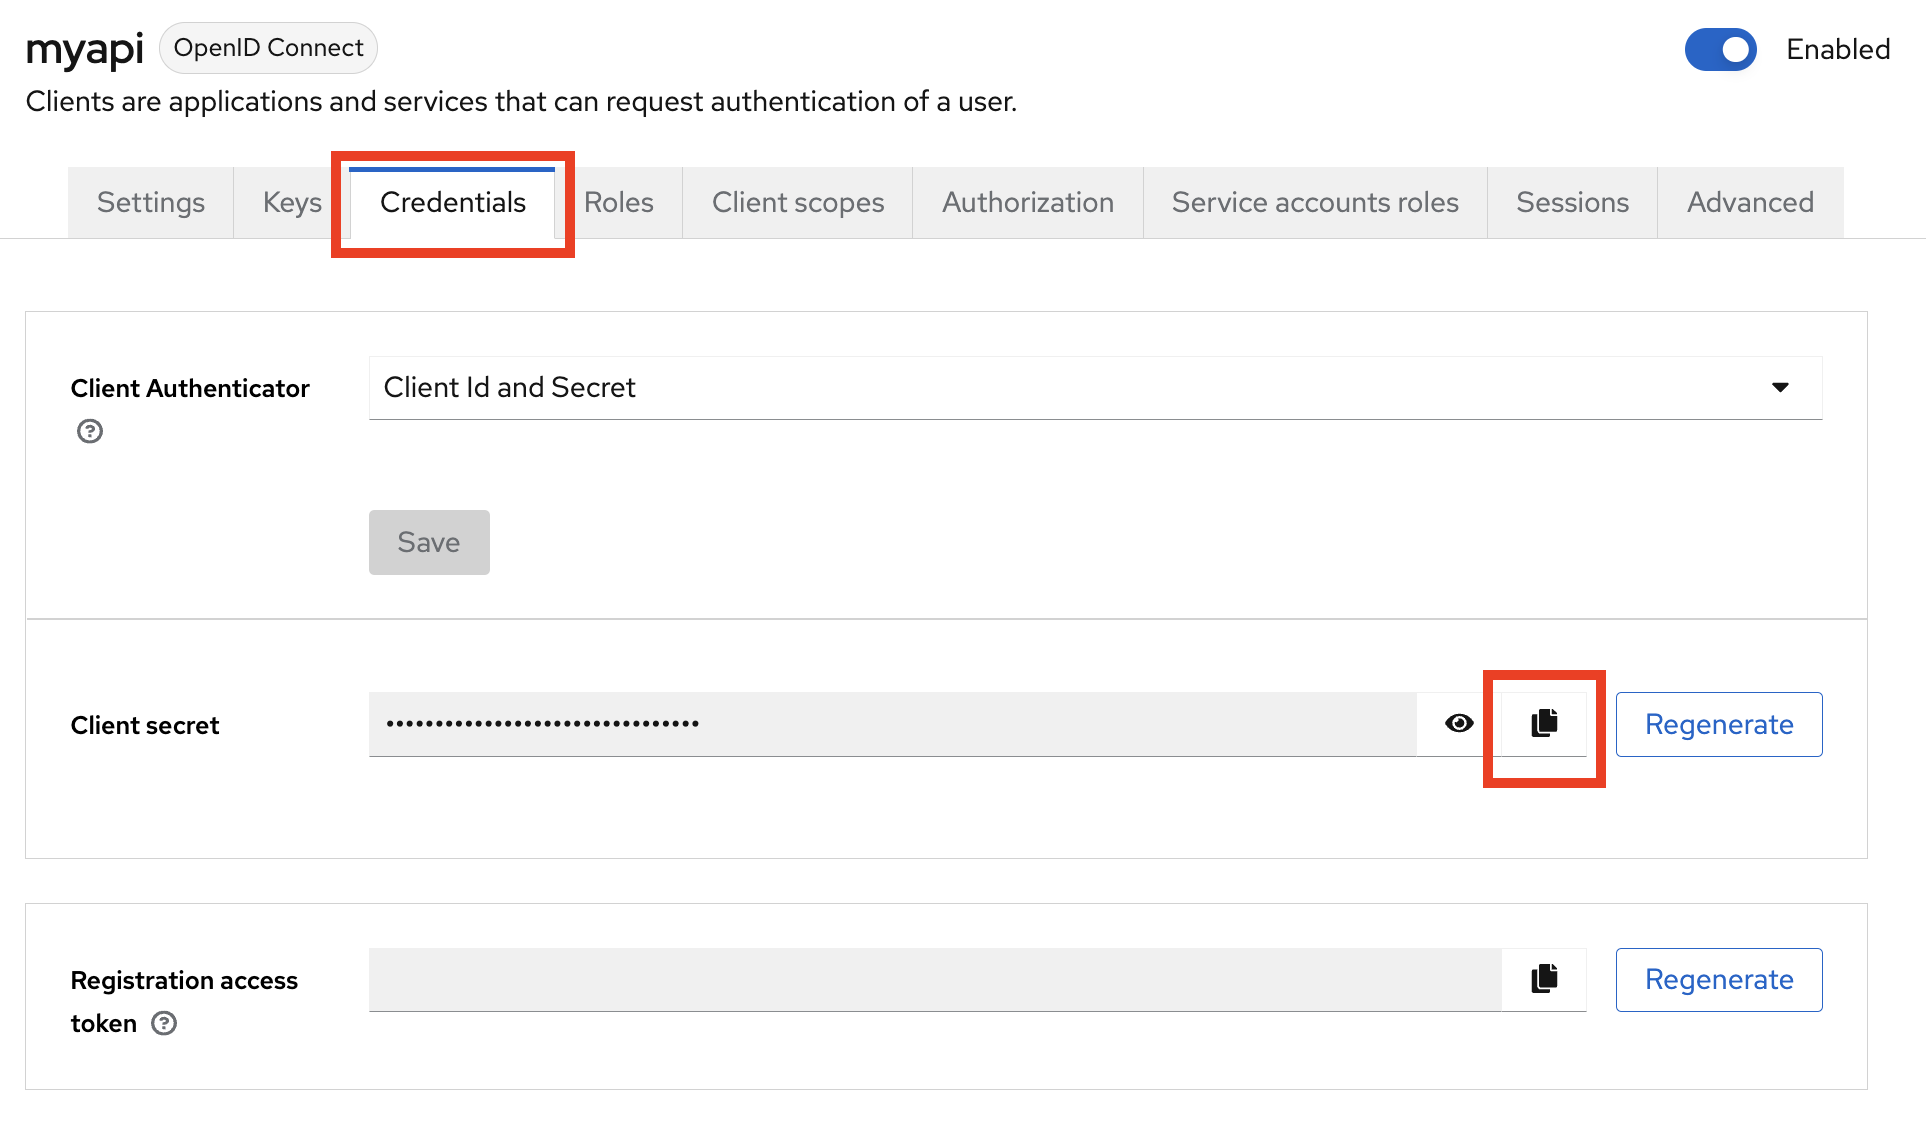 myapi OpenID Connect Enabled
Clients are applications and services that can request authentication of a user.
Settings Keys Credentials Roles Client scopes Authorization Service accounts roles Sessions Advanced
Client Authenticator Client Id and Secret
Save
Client secret •••••••••••••••••••••••••••••••• Regenerate
Registration access Regenerate
token